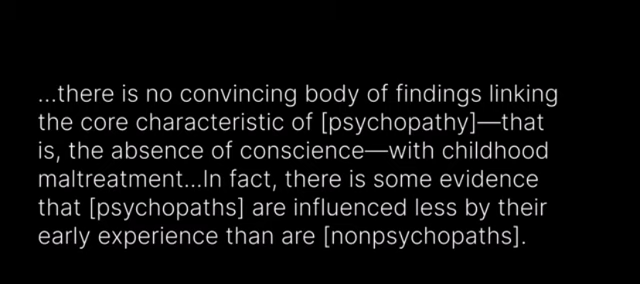 ...there is no convincing body of findings linking
the core characteristic of [psychopathy]—that
is, the absence of conscience—with childhood
maltreatment...In fact, there is some evidence
that [psychopaths] are influenced less by their
early experience than are [nonpsychopaths].